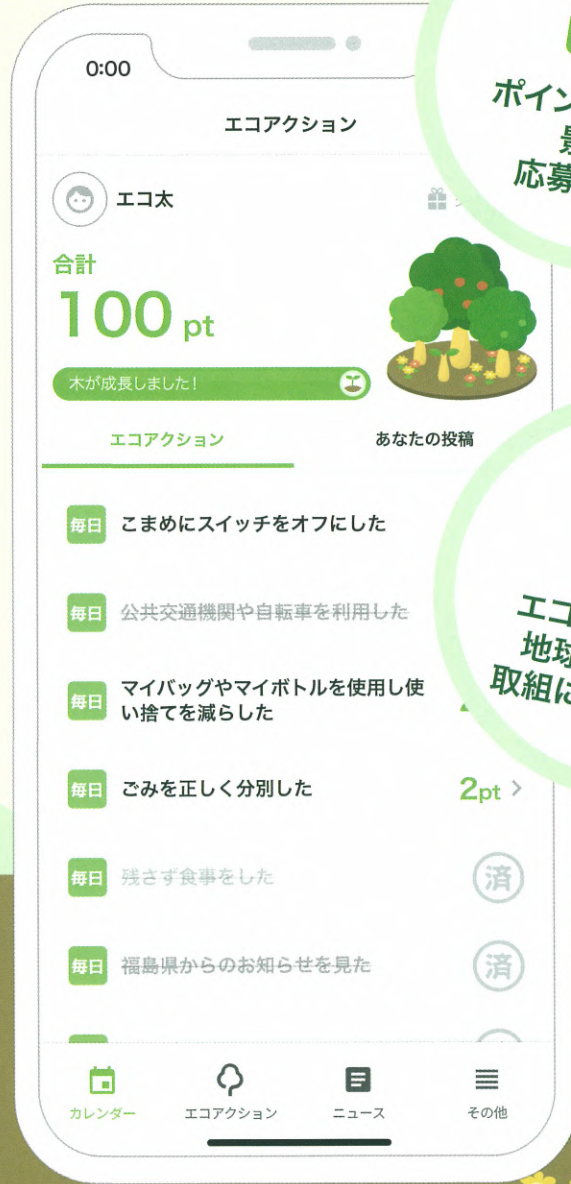 0:00
ポイン
応募
エコアクション
エコ太
合計
100 pt
木が成長しました!
エコアクション
あなたの投稿
毎日 こまめにスイッチをオフにした
毎日 公共交通機関や自転車を利用した
エコ
地球
取組に
毎日 マイバッグやマイボトルを使用し使
い捨てを減らした
毎日 ごみを正しく分別した 2pt >
毎日 残さず食事をした 済
毎日 福島県からのお知らせを見た 済
カレンダー
エコアクション
ニュース
その他